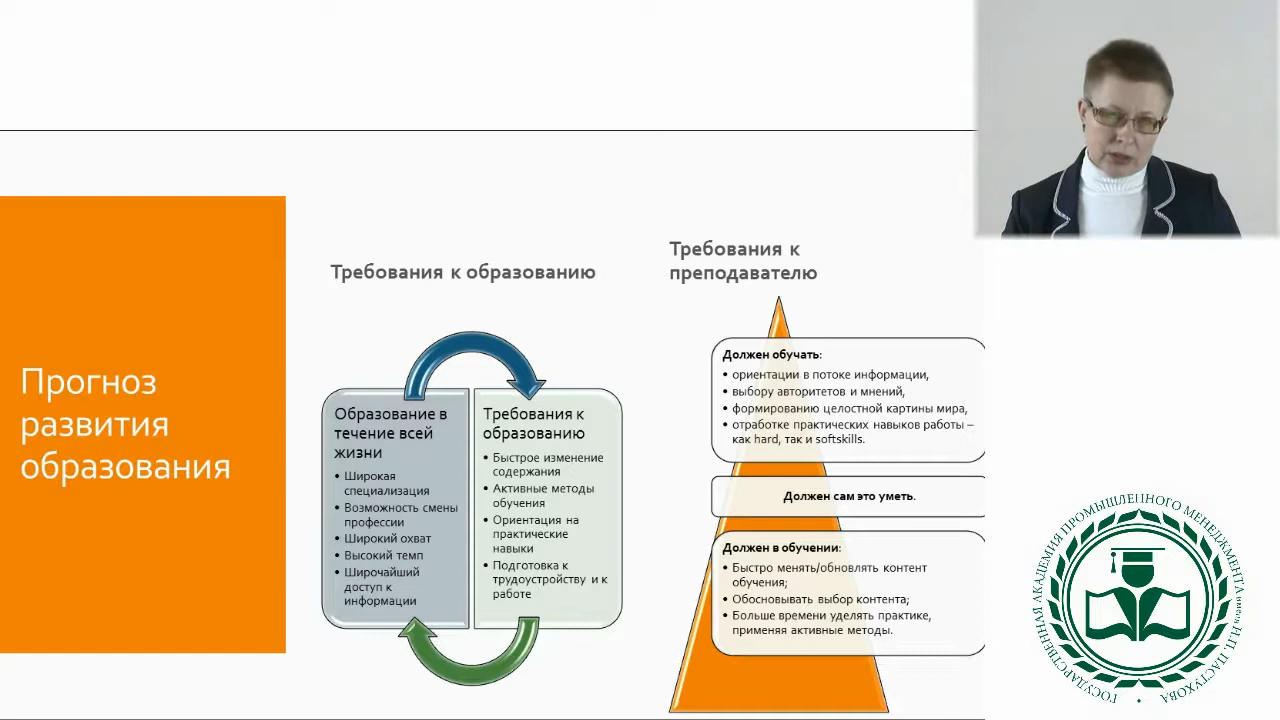 Прогноз
развития
образования
Требования к образованию
Образование в
течение всей
жизни
• Широкая
специализация
• Возможность смены
профессии
• Широкий охват
• Высокий темп
• Широчайший
доступ к
информации
Требования к
образованию
• Быстрое изменение
содержания
• Активные методы
обучения
• Ориентация на
практические
навыки
• Подготовка к
трудоустройству и к
работе
Требования к
преподавателю
Должен обучать:
• ориентации в потоке информации,
• выбору авторитетов и мнений,
• формированию целостной картины мира,
• отработке практических навыков работы –
как hard, так и softskills.
Должен сам это уметь.
Должен в обучении:
• Быстро менять/обновлять контент
обучения;
• Обосновывать выбор контента;
• Больше времени уделять практике,
применяя активные методы.
ГОСУДАРСТВЕННАЯ АКАДЕМИЯ ПРОМЫШЛЕННОГО МЕНЕДЖМЕНТА имени Н.П. ПАСТУХОВА